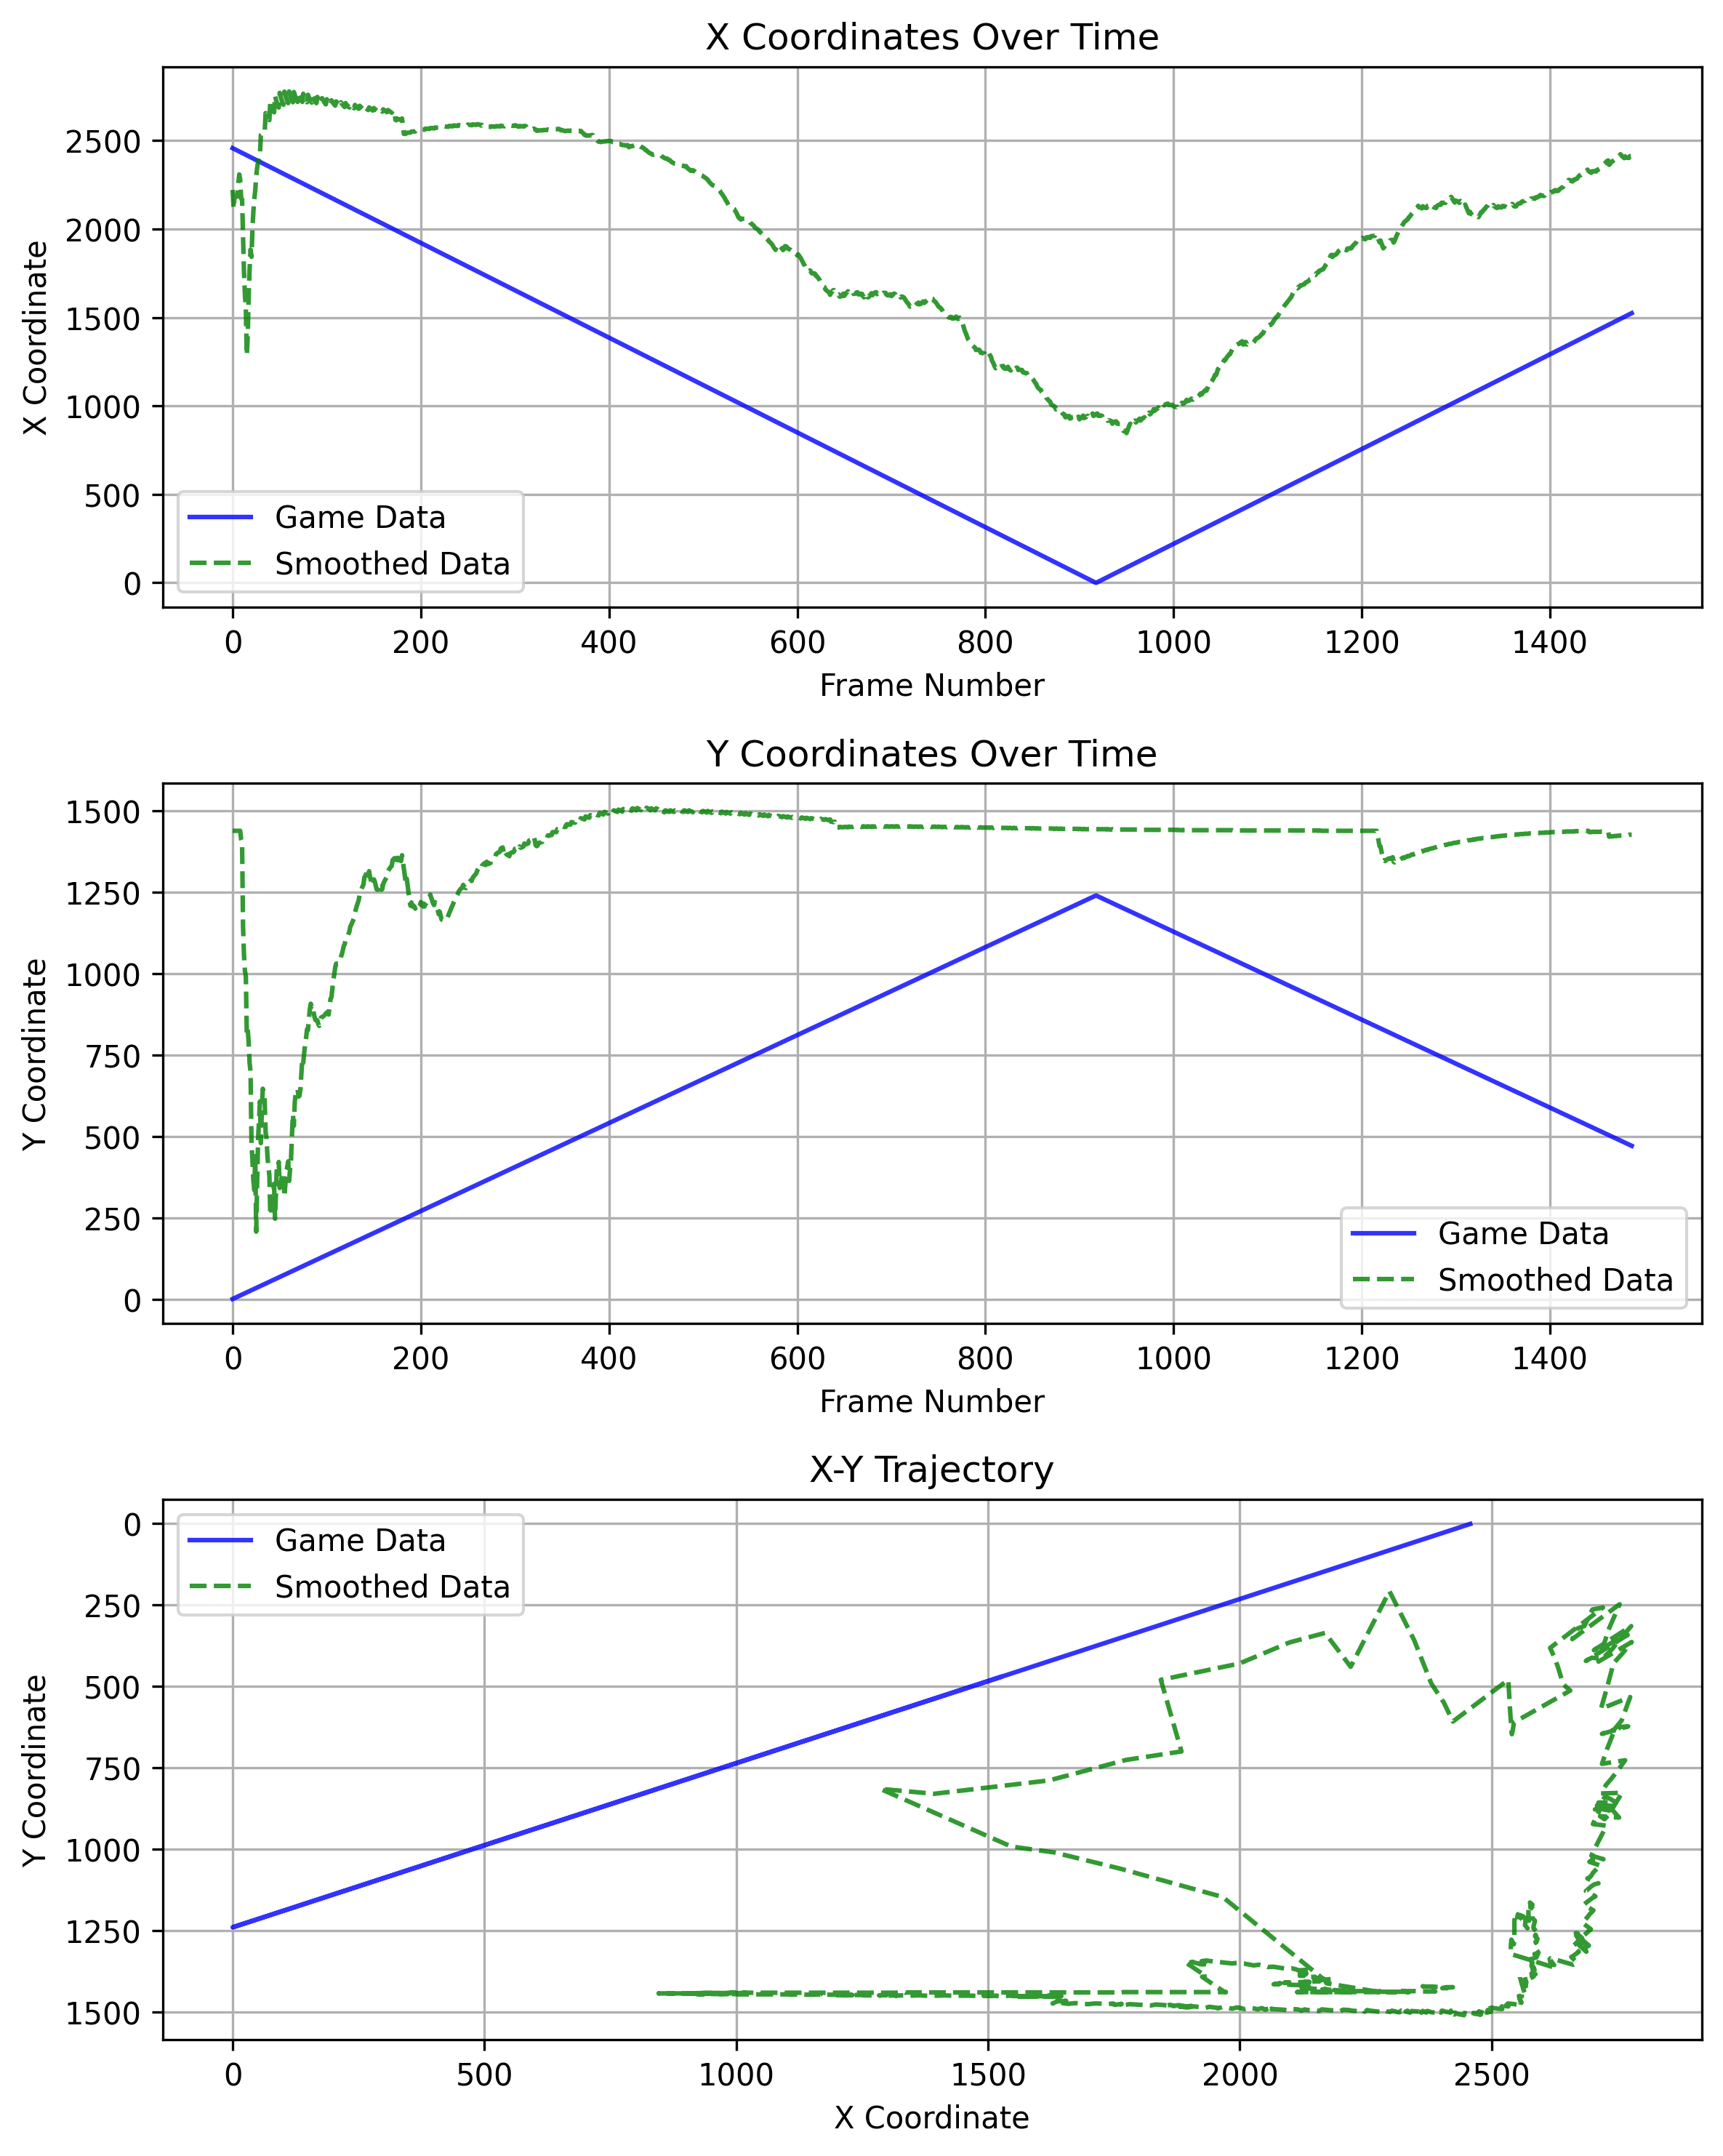 X Coordinates Over Time
X Coordinate
2500
2000
1500
1000
500
0
Game Data
Smoothed Data
0 200 400 600 800 1000 1200 1400
Frame Number
Y Coordinates Over Time
Y Coordinate
1500
1250
1000
750
500
250
0
Game Data
Smoothed Data
0 200 400 600 800 1000 1200 1400
Frame Number
X-Y Trajectory
Y Coordinate
0
250
500
750
1000
1250
1500
Game Data
Smoothed Data
0 500 1000 1500 2000 2500
X Coordinate